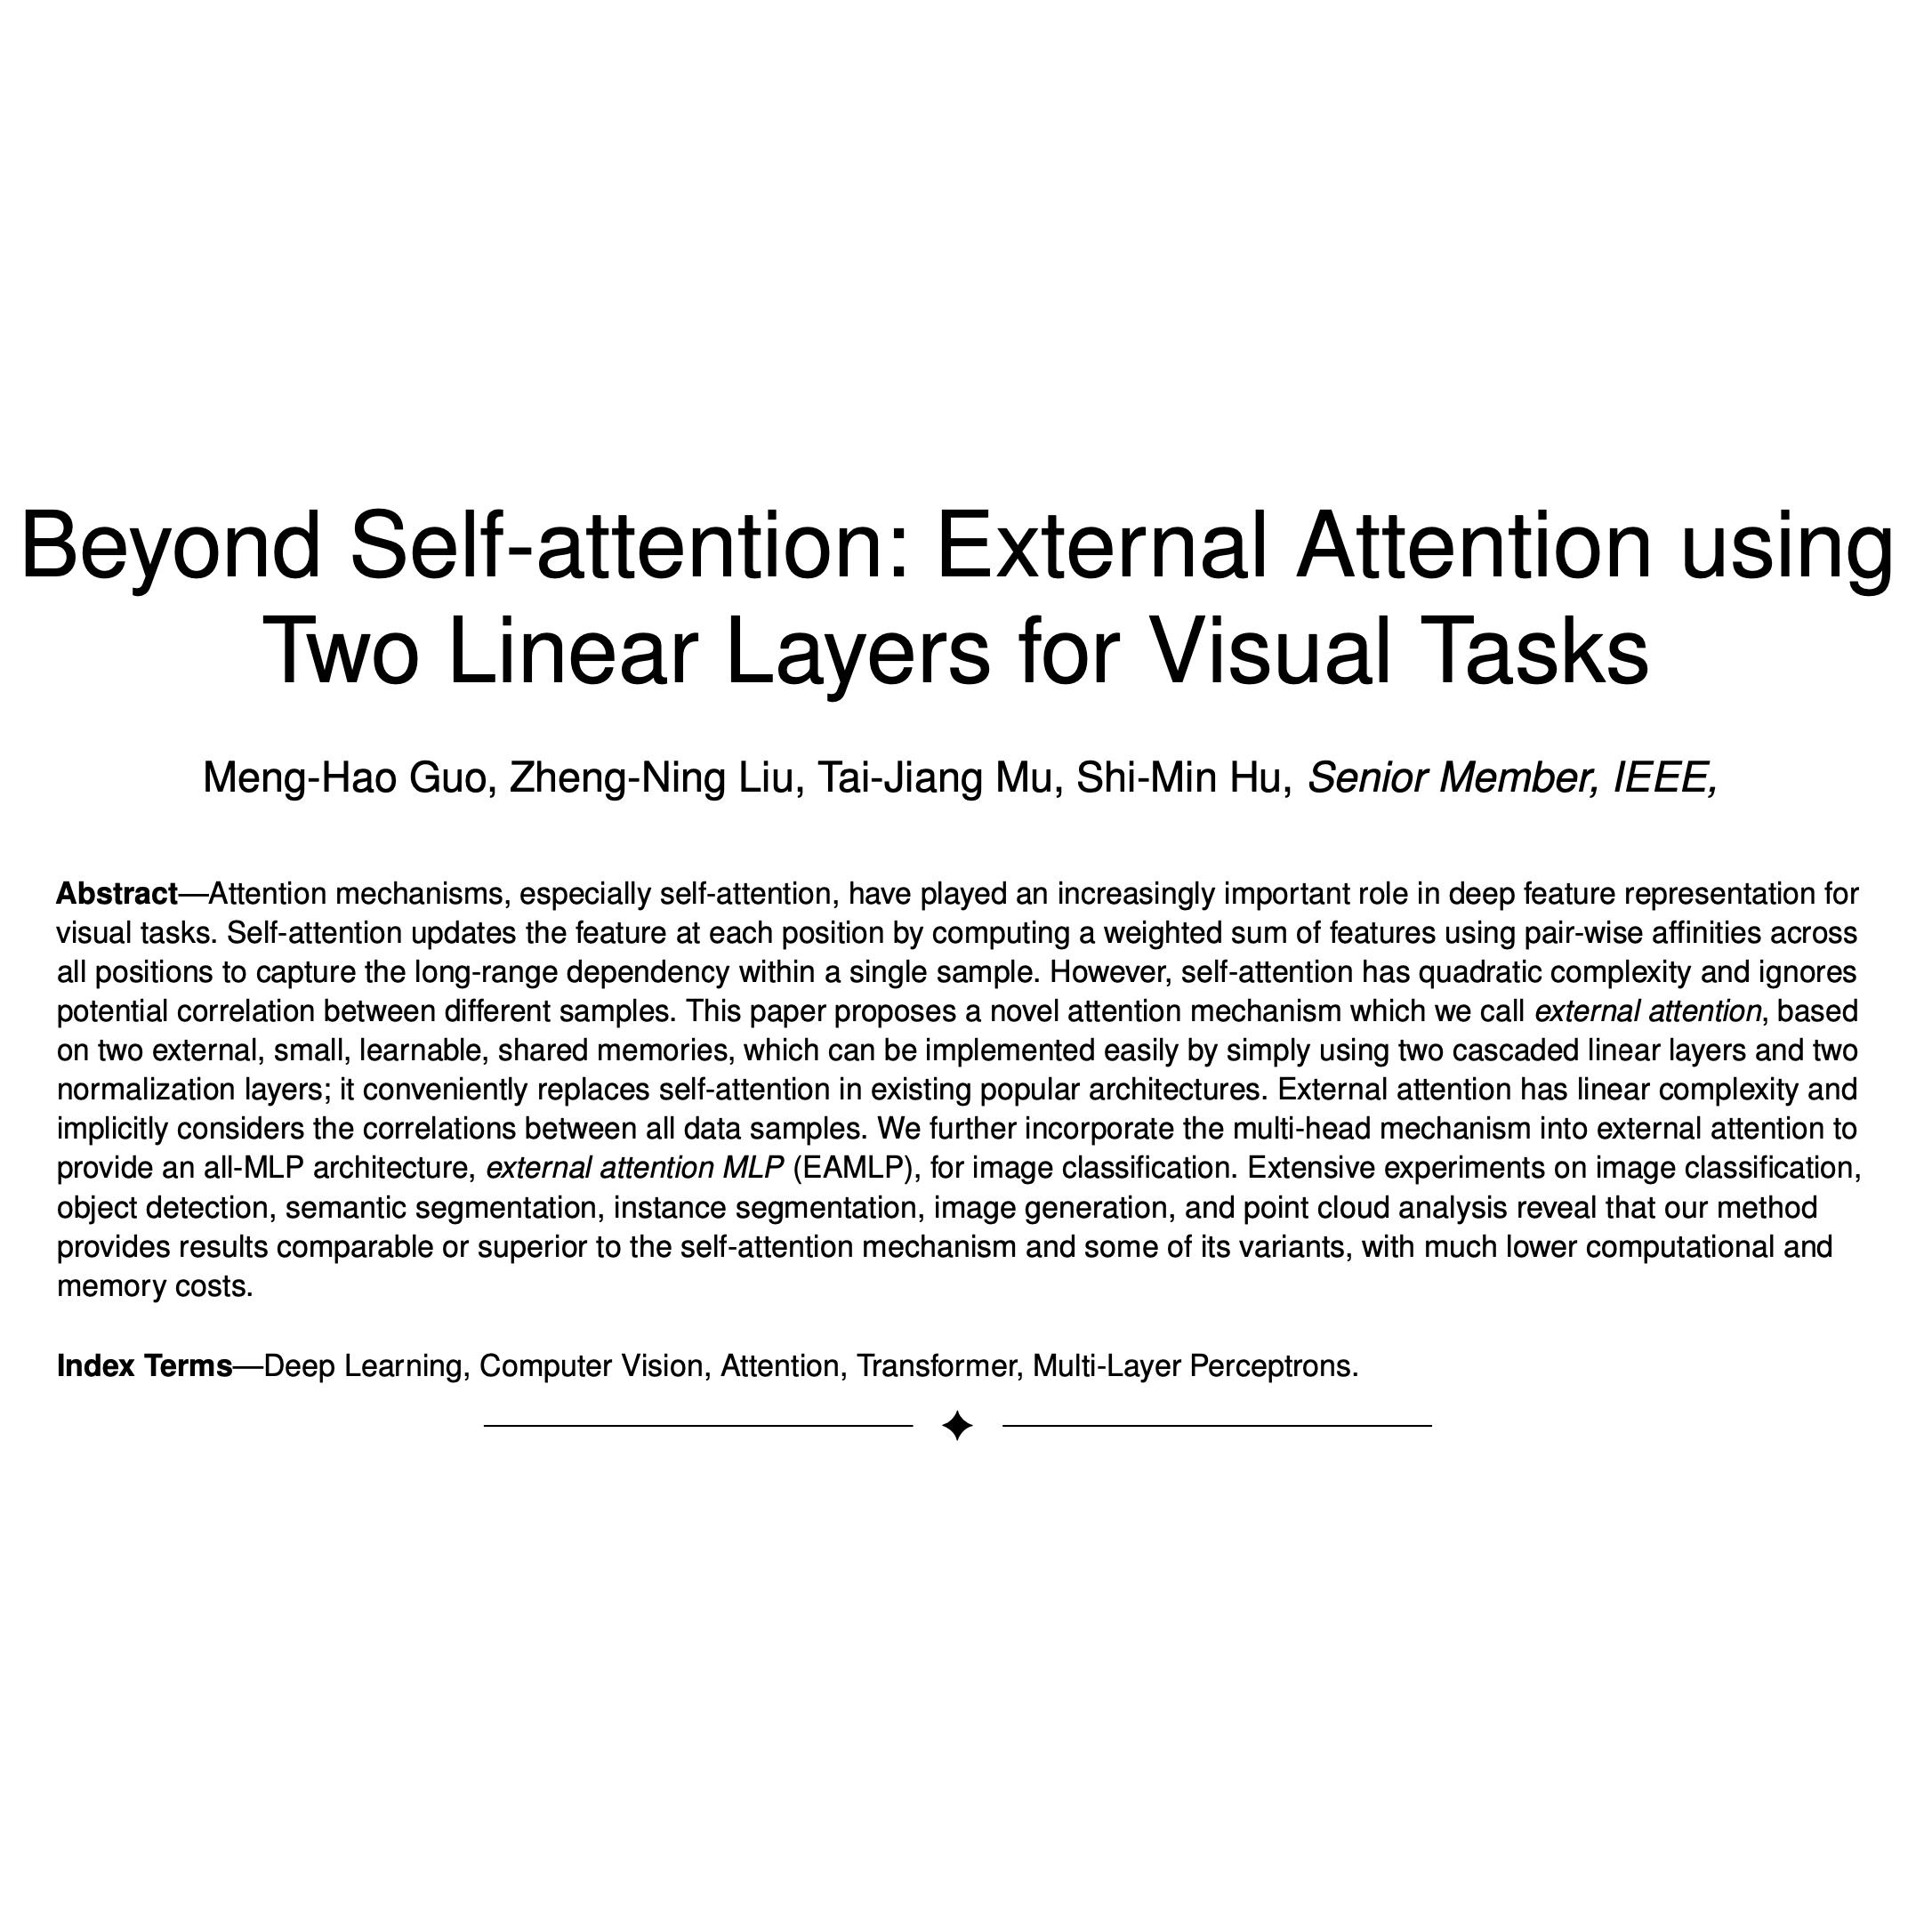 Beyond Self-attention: External Attention using
Two Linear Layers for Visual Tasks
Meng-Hao Guo, Zheng-Ning Liu, Tai-Jiang Mu, Shi-Min Hu, Senior Member, IEEE,
Abstract—Attention mechanisms, especially self-attention, have played an increasingly important role in deep feature representation for
visual tasks. Self-attention updates the feature at each position by computing a weighted sum of features using pair-wise affinities across
all positions to capture the long-range dependency within a single sample. However, self-attention has quadratic complexity and ignores
potential correlation between different samples. This paper proposes a novel attention mechanism which we call external attention, based
on two external, small, learnable, shared memories, which can be implemented easily by simply using two cascaded linear layers and two
normalization layers; it conveniently replaces self-attention in existing popular architectures. External attention has linear complexity and
implicitly considers the correlations between all data samples. We further incorporate the multi-head mechanism into external attention to
provide an all-MLP architecture, external attention MLP (EAMLP), for image classification. Extensive experiments on image classification,
object detection, semantic segmentation, instance segmentation, image generation, and point cloud analysis reveal that our method
provides results comparable or superior to the self-attention mechanism and some of its variants, with much lower computational and
memory costs.
Index Terms—Deep Learning, Computer Vision, Attention, Transformer, Multi-Layer Perceptrons.